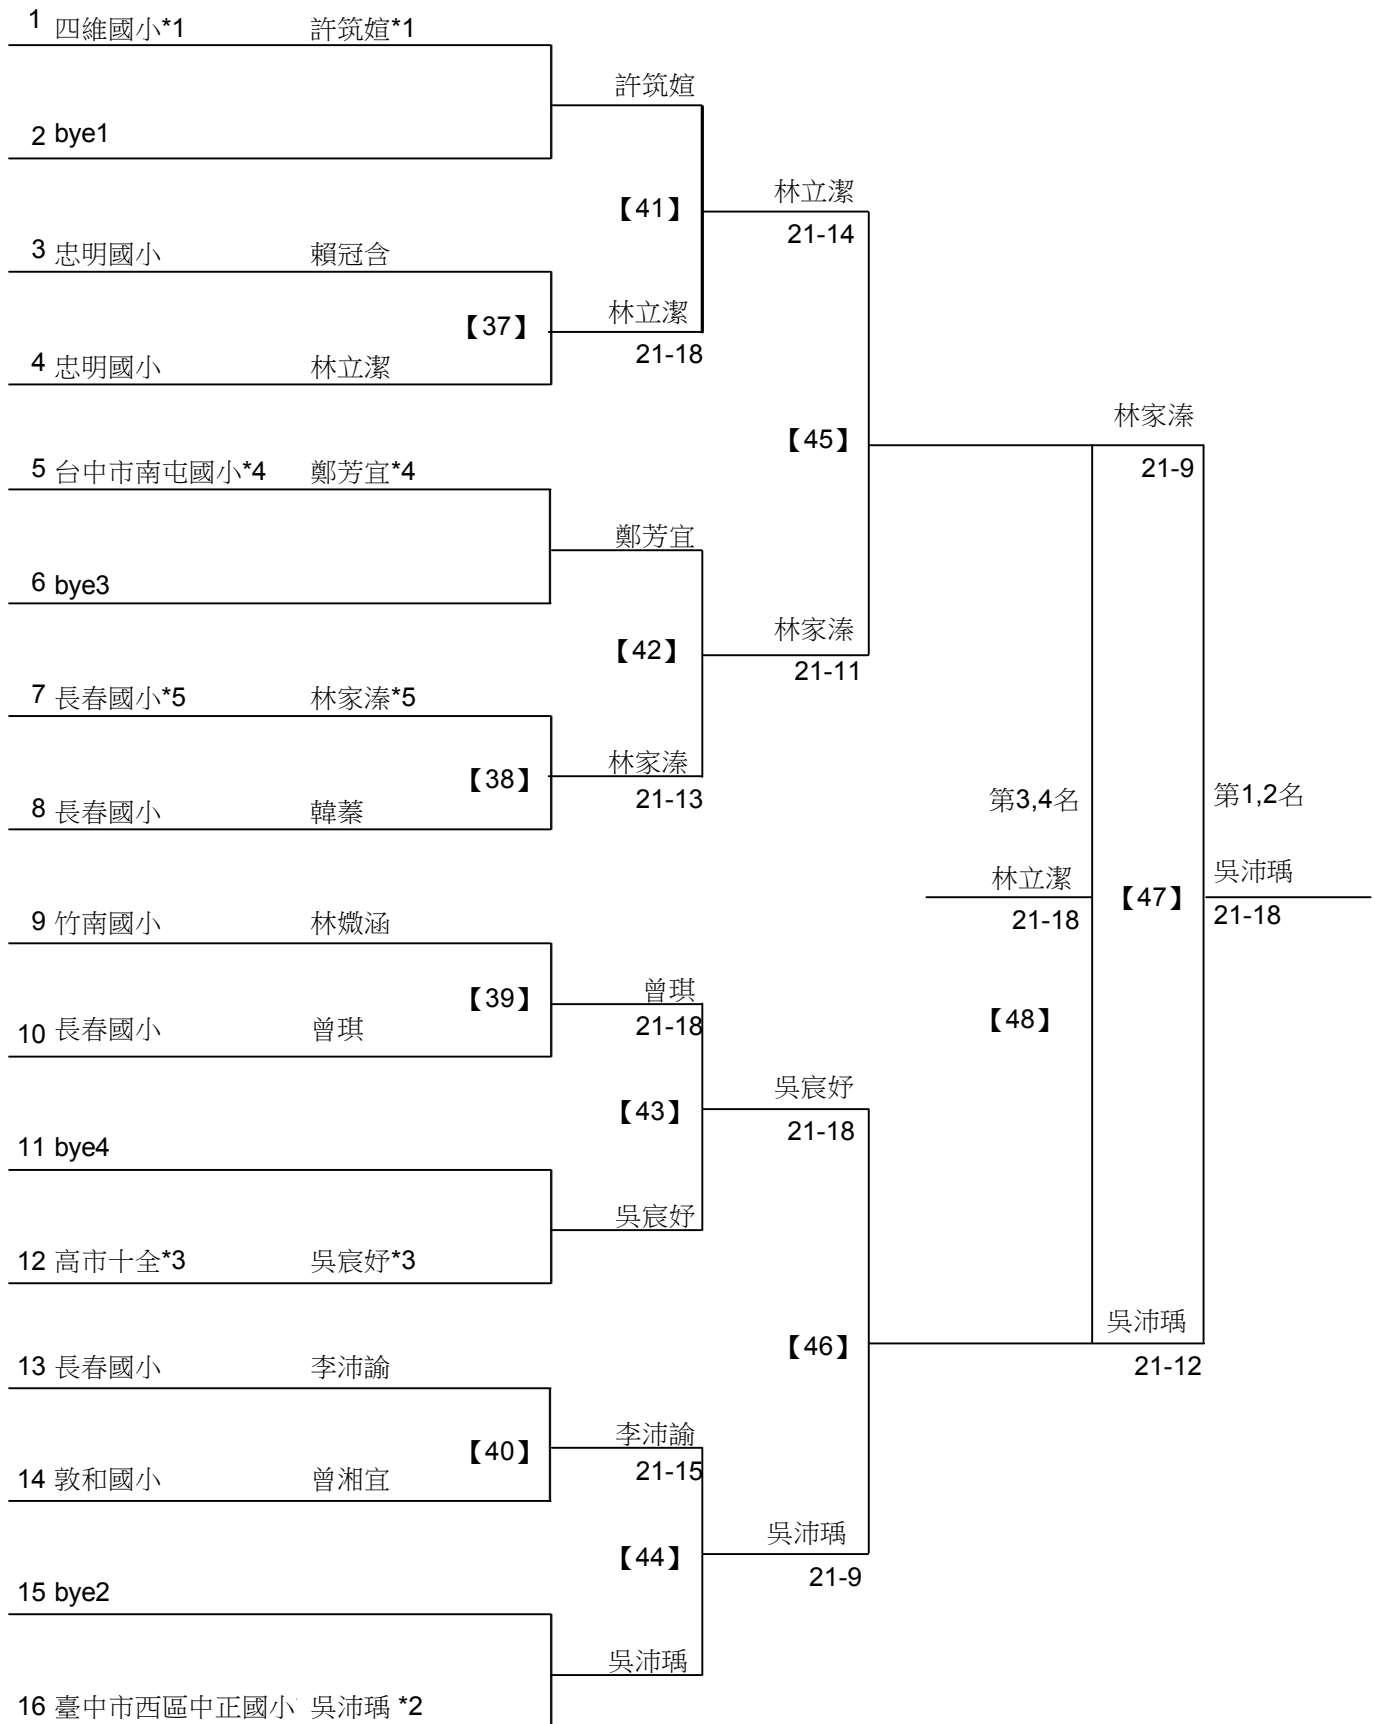 1 四維國小*1 許筑媗*1
許筑媗
2 bye1
林立潔
【41】
21-14
3 忠明國小 賴冠含
林立潔
【37】
21-18
4 忠明國小 林立潔
林家溱
【45】
21-9
5 台中市南屯國小*4 鄭芳宜*4
鄭芳宜
6 bye3
林家溱
【42】
21-11
7 長春國小*5 林家溱*5
林家溱
【38】
21-13
8 長春國小 韓蓁
第3,4名
第1,2名
林立潔
【47】
吳沛瑀
21-18
21-18
9 竹南國小 林媺涵
曾琪
【39】
21-18
10 長春國小 曾琪
【48】
吳宸妤
【43】
21-18
11 bye4
吳宸妤
12 高市十全*3 吳宸妤*3
吳沛瑀
【46】
21-12
13 長春國小 李沛諭
李沛諭
【40】
21-15
14 敦和國小 曾湘宜
吳沛瑀
【44】
21-9
15 bye2
吳沛瑀
16 臺中市西區中正國小 吳沛瑀 *2